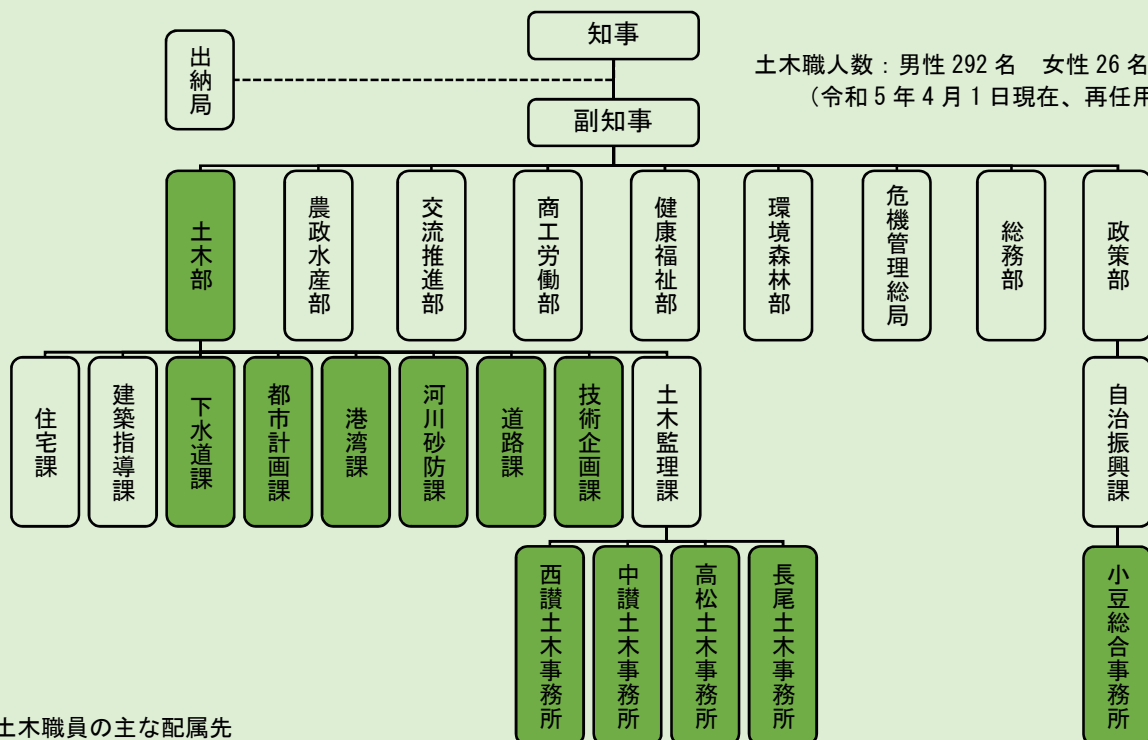 知事
出納局
土木職人数:男性 292 名 女性 26 名
(令和 5 年 4 月 1 日現在、再任用
副知事
土木部
農政水産部
交流推進部
商工労働部
健康福祉部
環境森林部
危機管理総局
総務部
政策部
住宅課
建築指導課
下水道課
都市計画課
港湾課
河川砂防課
道路課
技術企画課
土木監理課
自治振興課
西讃土木事務所
中讃土木事務所
高松土木事務所
長尾土木事務所
小豆総合事務所
土木職員の主な配属先